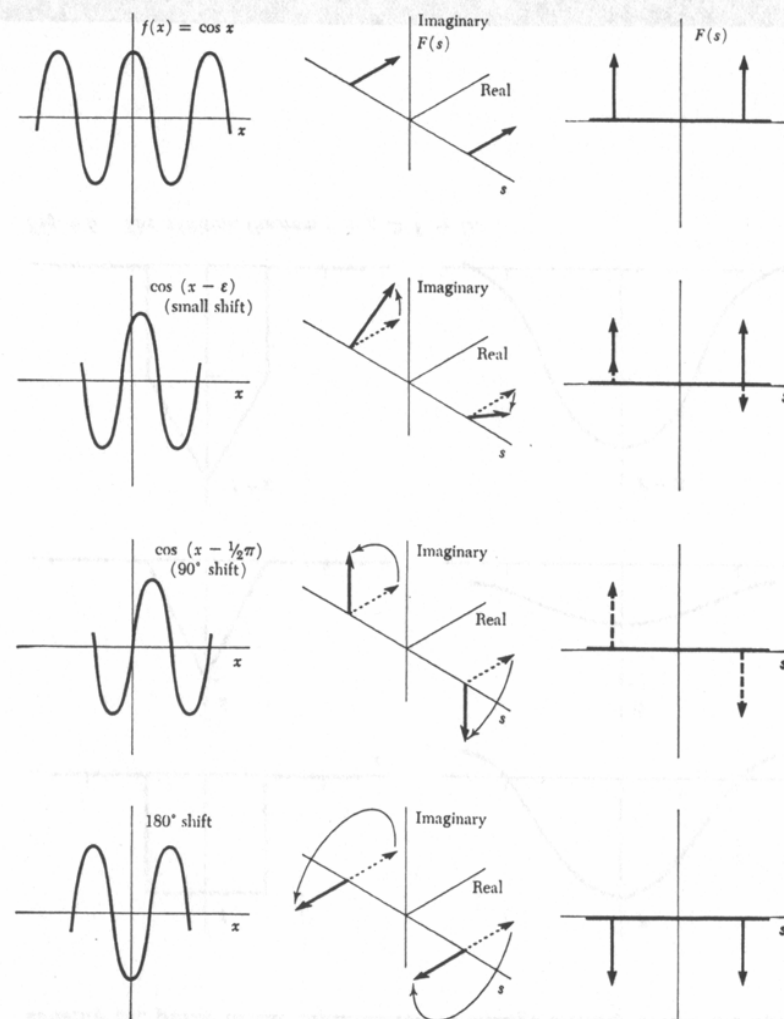 f(x) = cos x
x
Imaginary
F(s)
Real
s
F(s)
cos (x − ε)
(small shift)
x
Imaginary
Real
s
s
cos (x − ½π)
(90° shift)
x
Imaginary
Real
s
s
180° shift
x
Imaginary
Real
s
s